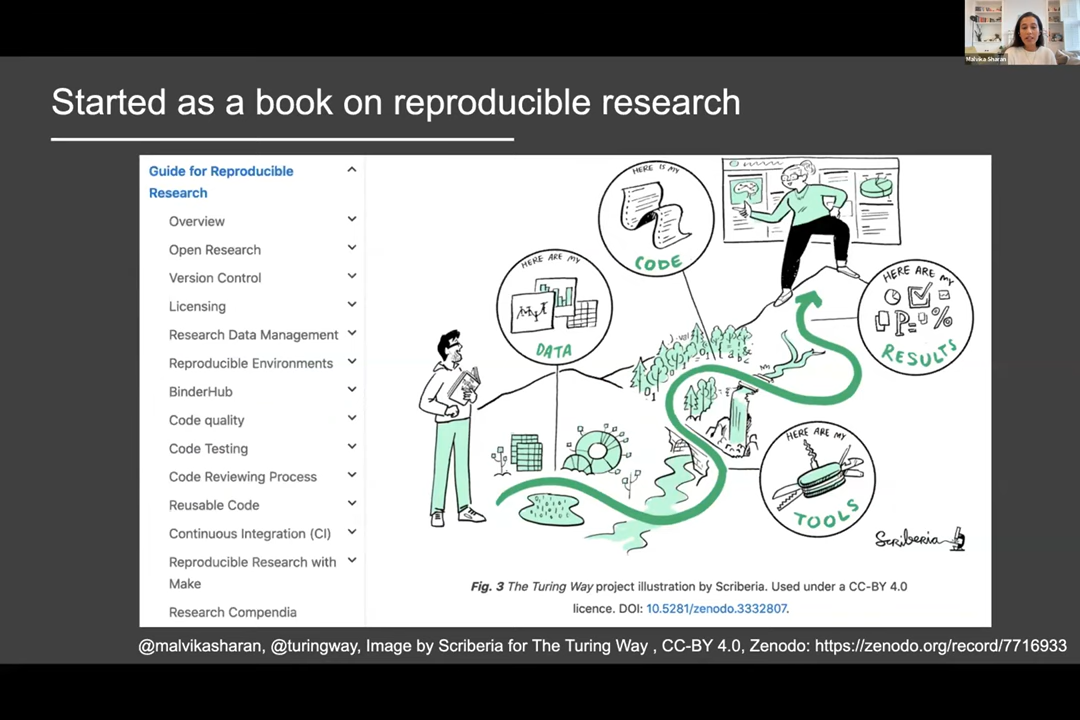 Malvika Sharan
Started as a book on reproducible research
Guide for Reproducible
Research
Overview
Open Research
Version Control
Licensing
Research Data Management
Reproducible Environments
BinderHub
Code quality
Code Testing
Code Reviewing Process
Reusable Code
Continuous Integration (CI)
Reproducible Research with
Make
Research Compendia
HERE IS MY
CODE
HERE ARE MY
DATA
HERE ARE MY
P= %
RESULTS
HERE ARE MY
TOOLS
Scriberia
Fig. 3 The Turing Way project illustration by Scriberia. Used under a CC-BY 4.0
licence. DOI: 10.5281/zenodo.3332807.
@malvikasharan, @turingway, Image by Scriberia for The Turing Way , CC-BY 4.0, Zenodo: https://zenodo.org/record/7716933